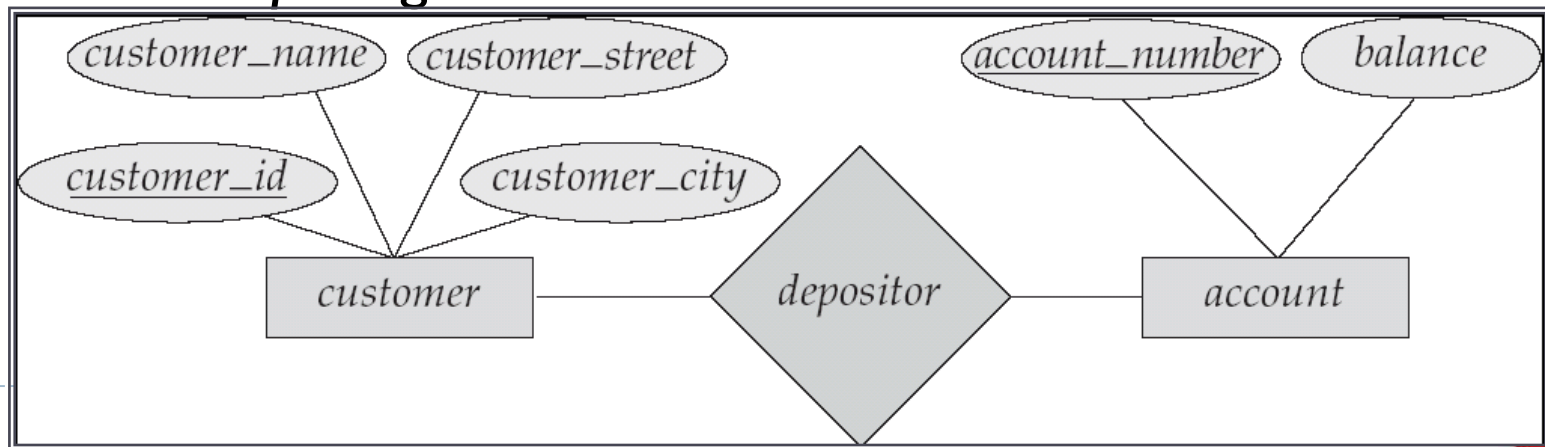 customer_name customer_street account_number balance
customer_id customer_city
customer depositor account